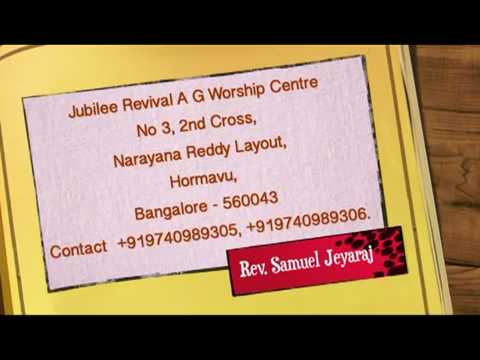 Jubilee Revival A G Worship Centre
No 3, 2nd Cross,
Narayana Reddy Layout,
Hormavu,
Bangalore - 560043
Contact +919740989305, +919740989306.
Rev. Samuel Jeyaraj